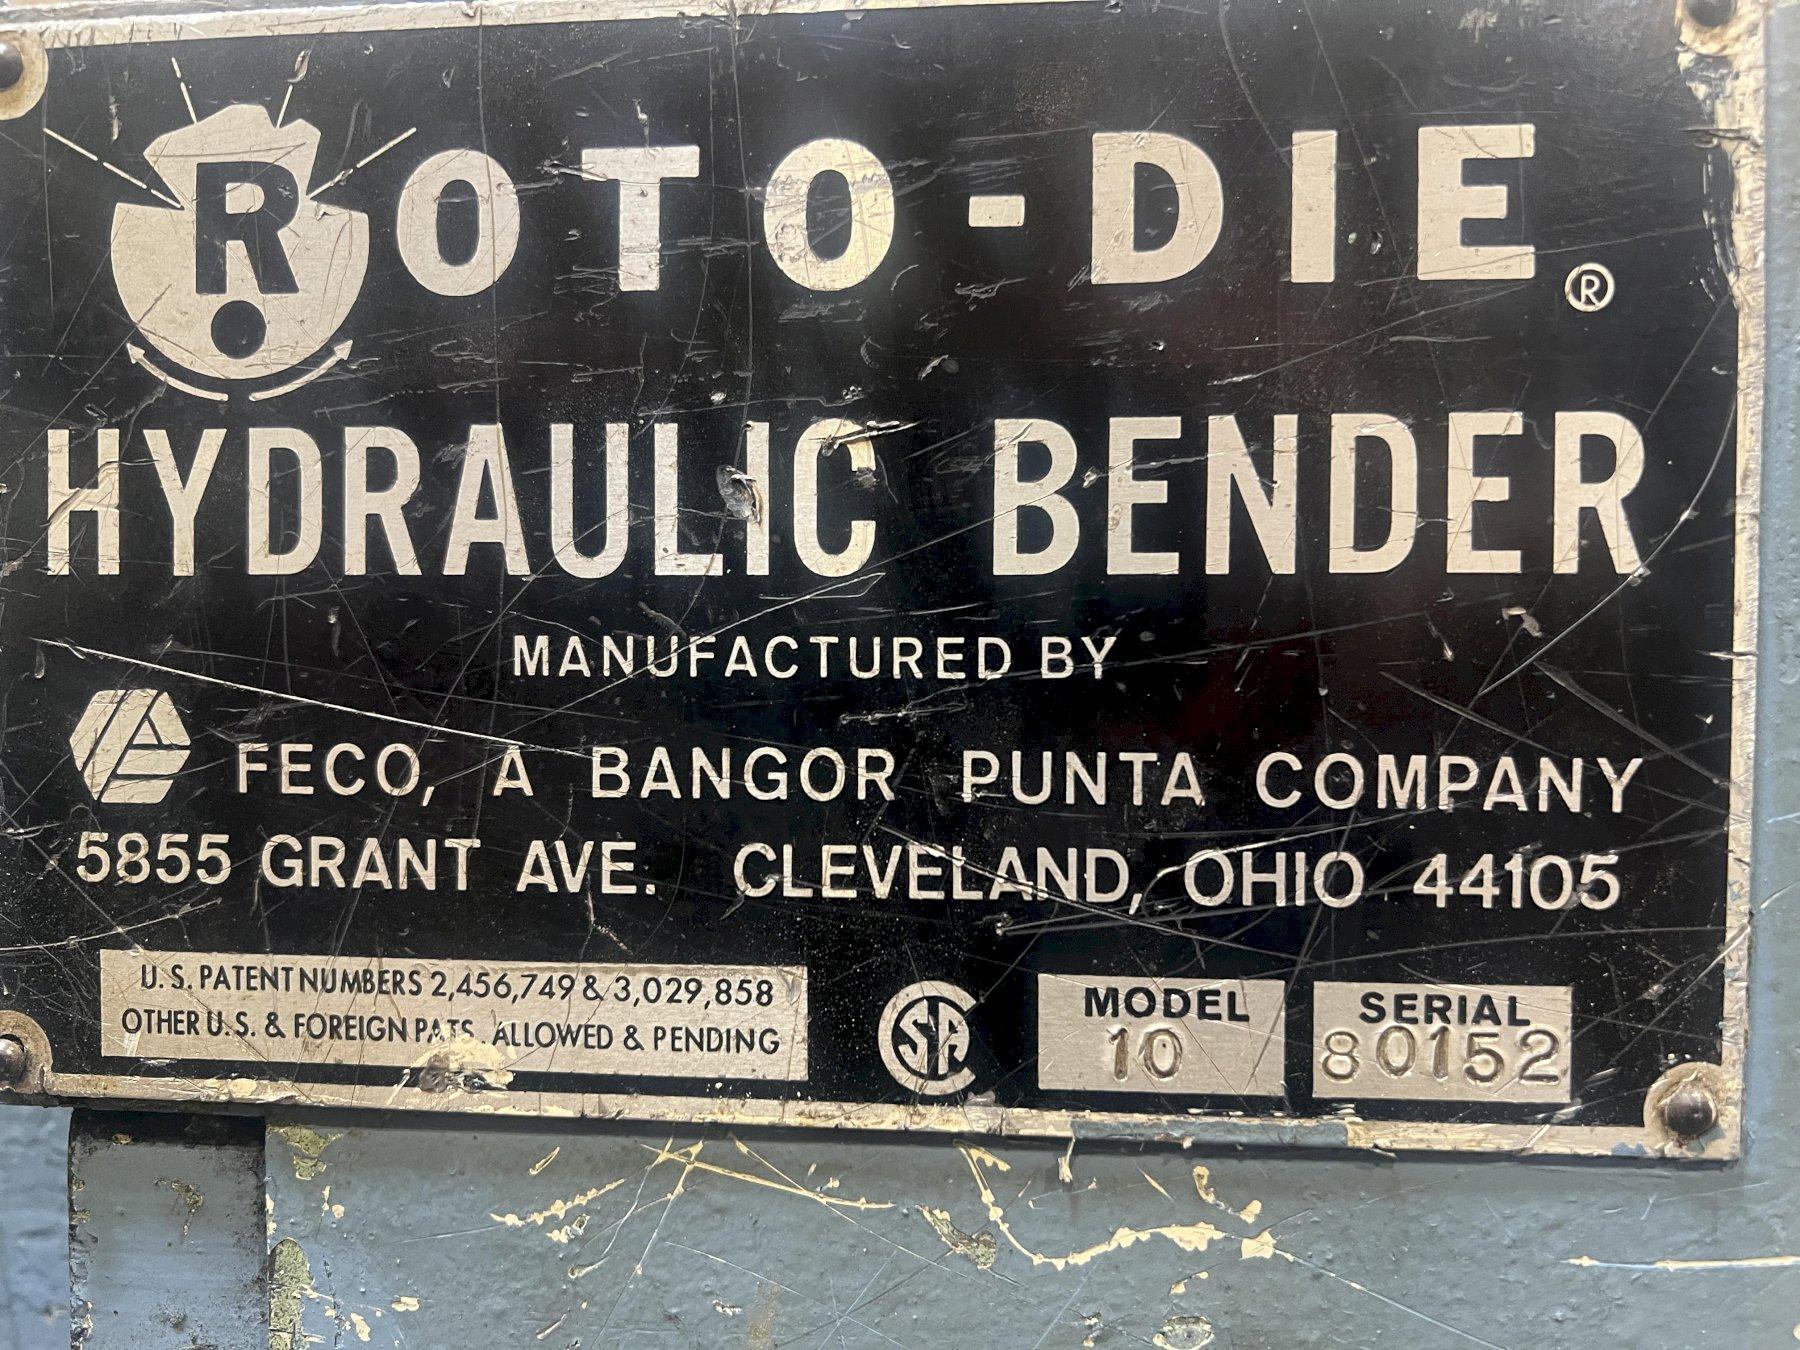 ROTO-DIE®
HYDRAULIC BENDER
MANUFACTURED BY
FECO, A BANGOR PUNTA COMPANY
5855 GRANT AVE. CLEVELAND, OHIO 44105
U.S. PATENT NUMBERS 2,456,749 & 3,029,858
OTHER U.S. & FOREIGN PATS. ALLOWED & PENDING
CSA
MODEL
10
SERIAL
80152